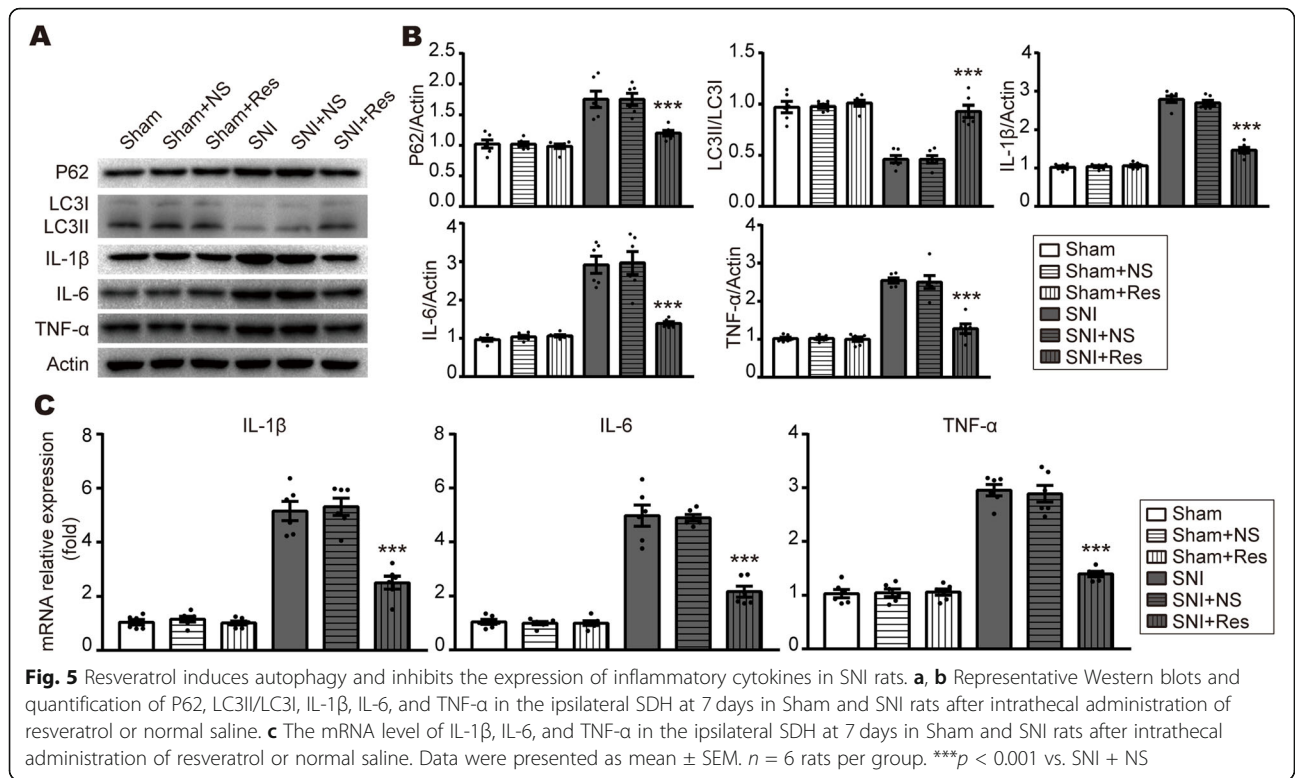 A
Sham
Sham+NS
Sham+Res
SNI
SNI+NS
SNI+Res
P62
LC3I
LC3II
IL-1β
IL-6
TNF-α
Actin
B
P62/Actin
2.5
2.0
1.5
1.0
0.5
0.0
***
LC3II/LC3I
1.5
1.0
0.5
0.0
***
IL-1β/Actin
4
3
2
1
0
***
IL-6/Actin
4
3
2
1
0
***
TNF-α/Actin
4
3
2
1
0
***
Sham
Sham+NS
Sham+Res
SNI
SNI+NS
SNI+Res
C
mRNA relative expression
(fold)
IL-1β
8
6
4
2
0
***
IL-6
8
6
4
2
0
***
TNF-α
4
3
2
1
0
***
Sham
Sham+NS
Sham+Res
SNI
SNI+NS
SNI+Res
Fig. 5 Resveratrol induces autophagy and inhibits the expression of inflammatory cytokines in SNI rats. a, b Representative Western blots and
quantification of P62, LC3II/LC3I, IL-1β, IL-6, and TNF-α in the ipsilateral SDH at 7 days in Sham and SNI rats after intrathecal administration of
resveratrol or normal saline. c The mRNA level of IL-1β, IL-6, and TNF-α in the ipsilateral SDH at 7 days in Sham and SNI rats after intrathecal
administration of resveratrol or normal saline. Data were presented as mean ± SEM. n = 6 rats per group. ***p < 0.001 vs. SNI + NS